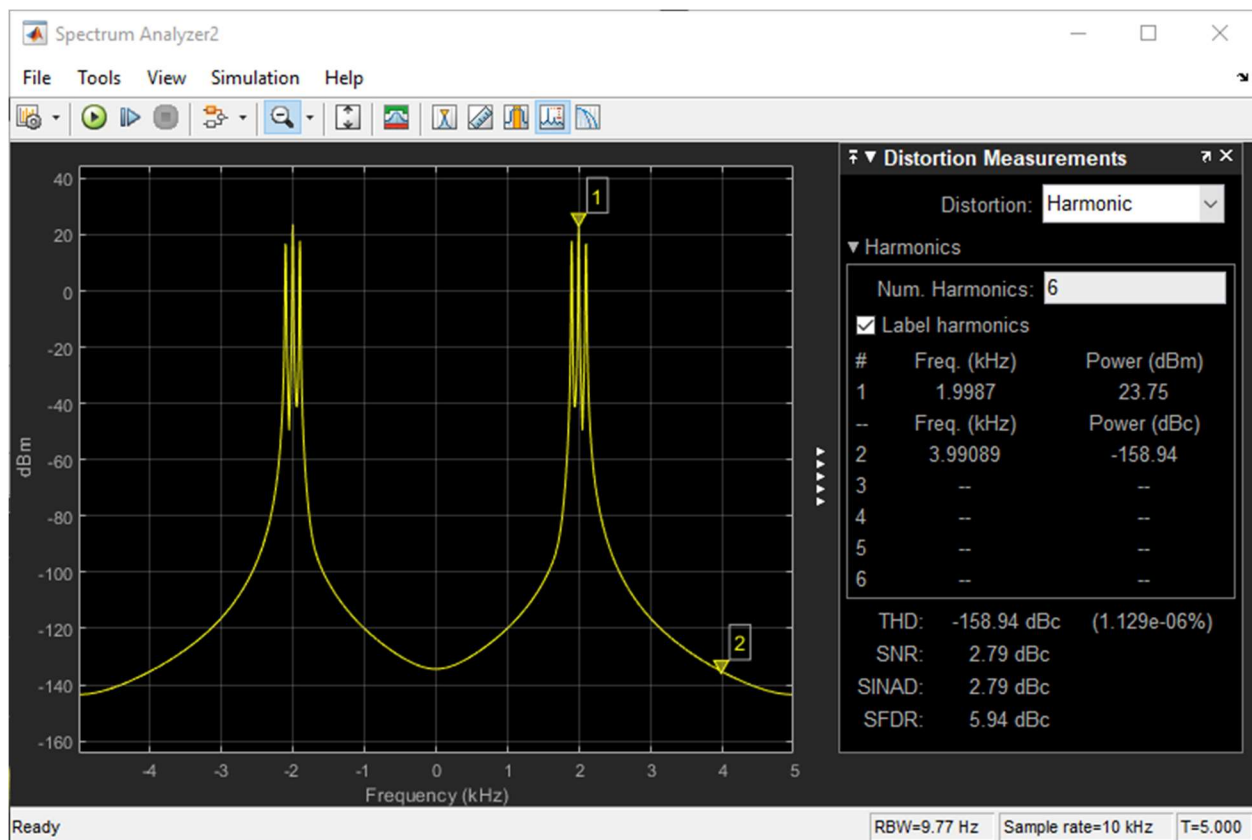 Spectrum Analyzer2
File Tools View Simulation Help
40
20
0
-20
-40
-60
-80
-100
-120
-140
-160
dBm
1
2
-4 -3 -2 -1 0 1 2 3 4 5
Frequency (kHz)
Distortion Measurements
Distortion: Harmonic
Harmonics
Num. Harmonics: 6
Label harmonics
# Freq. (kHz) Power (dBm)
1 1.9987 23.75
-- Freq. (kHz) Power (dBc)
2 3.99089 -158.94
3 -- --
4 -- --
5 -- --
6 -- --
THD: -158.94 dBc (1.129e-06%)
SNR: 2.79 dBc
SINAD: 2.79 dBc
SFDR: 5.94 dBc
Ready RBW=9.77 Hz Sample rate=10 kHz T=5.000